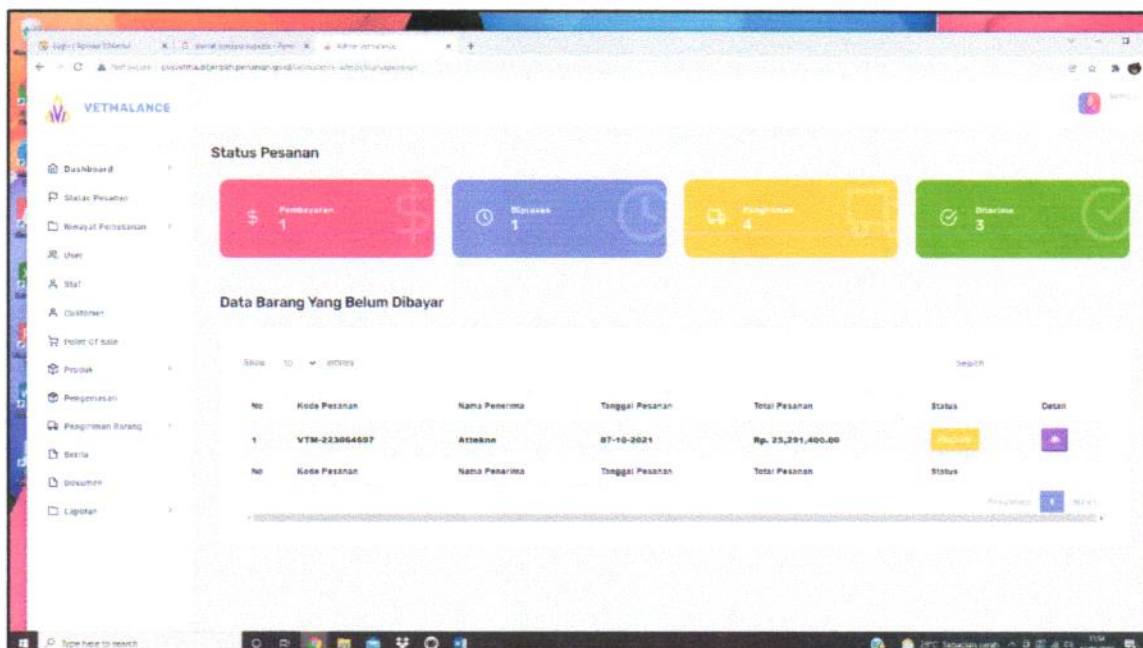 VETMALANCE
Status Pesanan
Dashboard
Status Pesanan
Pembayaran
1
Diproses
1
Pengiriman
4
Diterima
3
Riwayat Pemesanan
User
Staf
Customer
Data Barang Yang Belum Dibayar
Point Of Sale
Produk
Show 10 entries
Search
Pengemasan
No Kode Pesanan Nama Penerima Tanggal Pesanan Total Pesanan Status Detail
Pengiriman Barang
1 VTM-223064697 Attekno 07-10-2021 Rp. 25,291,400.00
Berita
No Kode Pesanan Nama Penerima Tanggal Pesanan Total Pesanan Status
Dokumen
Previous 1 Next
Laporan
Type here to search